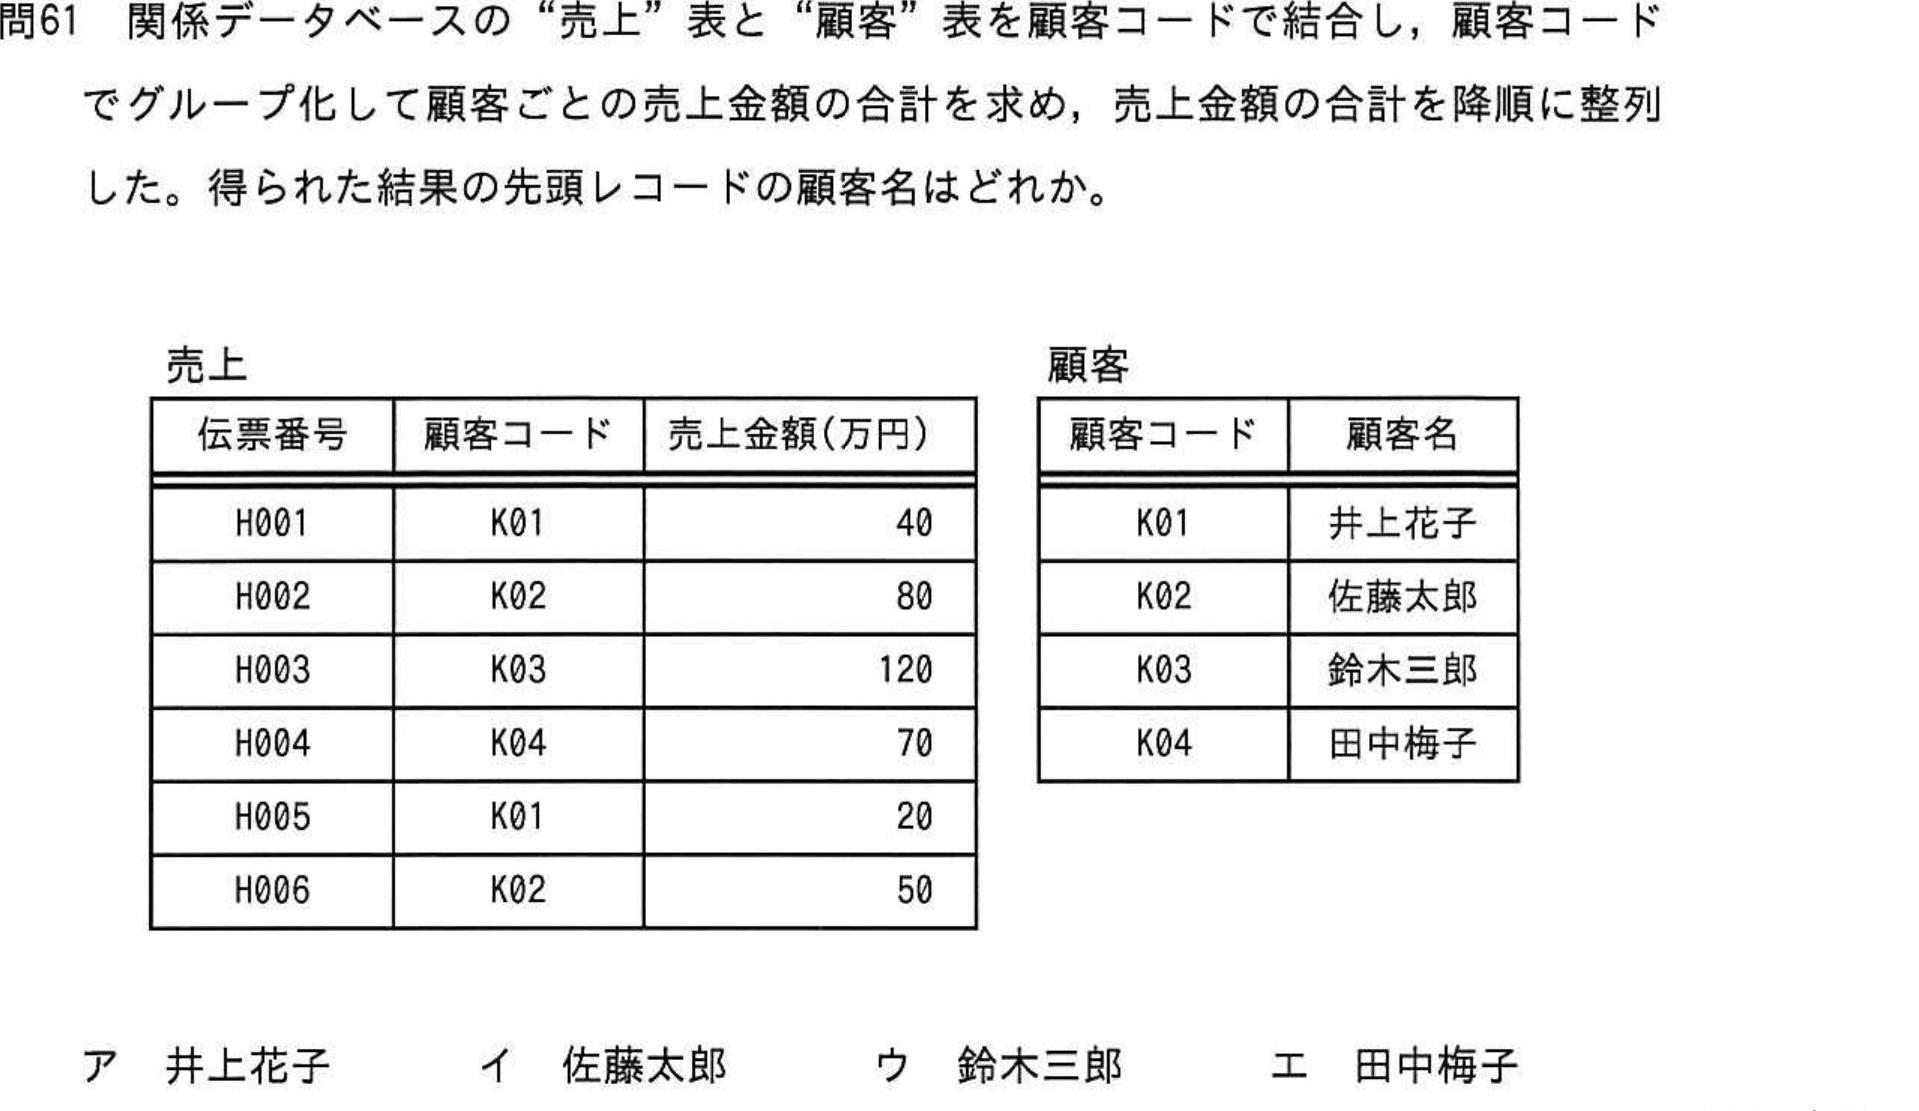 問61 関係データベースの“売上”表と“顧客”表を顧客コードで結合し，顧客コード
でグループ化して顧客ごとの売上金額の合計を求め，売上金額の合計を降順に整列
した。得られた結果の先頭レコードの顧客名はどれか。
売上
伝票番号 顧客コード 売上金額(万円)
H001 K01 40
H002 K02 80
H003 K03 120
H004 K04 70
H005 K01 20
H006 K02 50
顧客
顧客コード 顧客名
K01 井上花子
K02 佐藤太郎
K03 鈴木三郎
K04 田中梅子
ア 井上花子 イ 佐藤太郎 ウ 鈴木三郎 エ 田中梅子